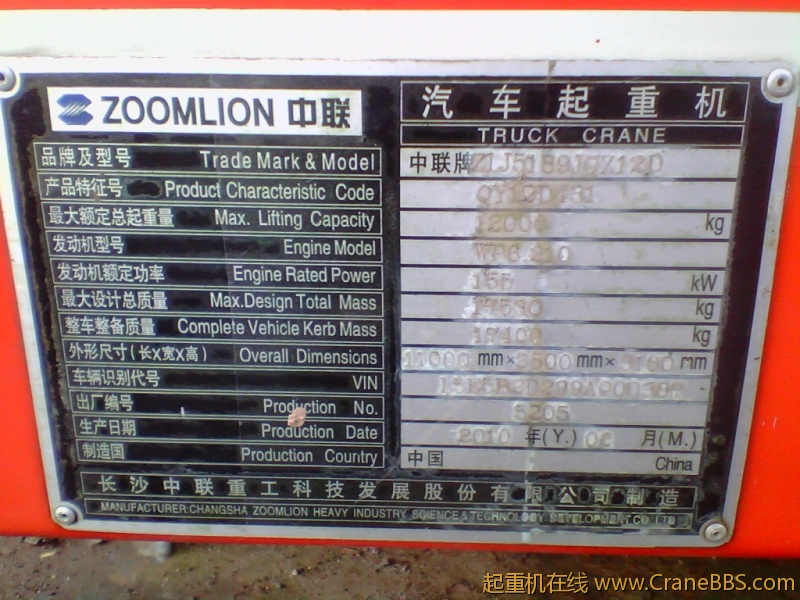 ZOOMLION 中联
汽车起重机
TRUCK CRANE
品牌及型号 Trade Mark & Model 中联牌
产品特征号 Product Characteristic Code
最大额定总起重量 Max. Lifting Capacity 12000 kg
发动机型号 Engine Model
发动机额定功率 Engine Rated Power 155 kW
最大设计总质量 Max.Design Total Mass kg
整车整备质量 Complete Vehicle Kerb Mass kg
外形尺寸(长X宽X高) Overall Dimensions mm× 2500 mm× mm
车辆识别代号 VIN
出厂编号 Production No. 5205
生产日期 Production Date 2010 年(Y.) 02 月(M.)
制造国 Production Country 中国 China
长沙中联重工科技发展股份有限公司制造
MANUFACTURER:CHANGSHA ZOOMLION HEAVY INDUSTRY SCIENCE & TECHNOLOGY DEVELOPMENT CO.,LTD
起重机在线 www.CraneBBS.com